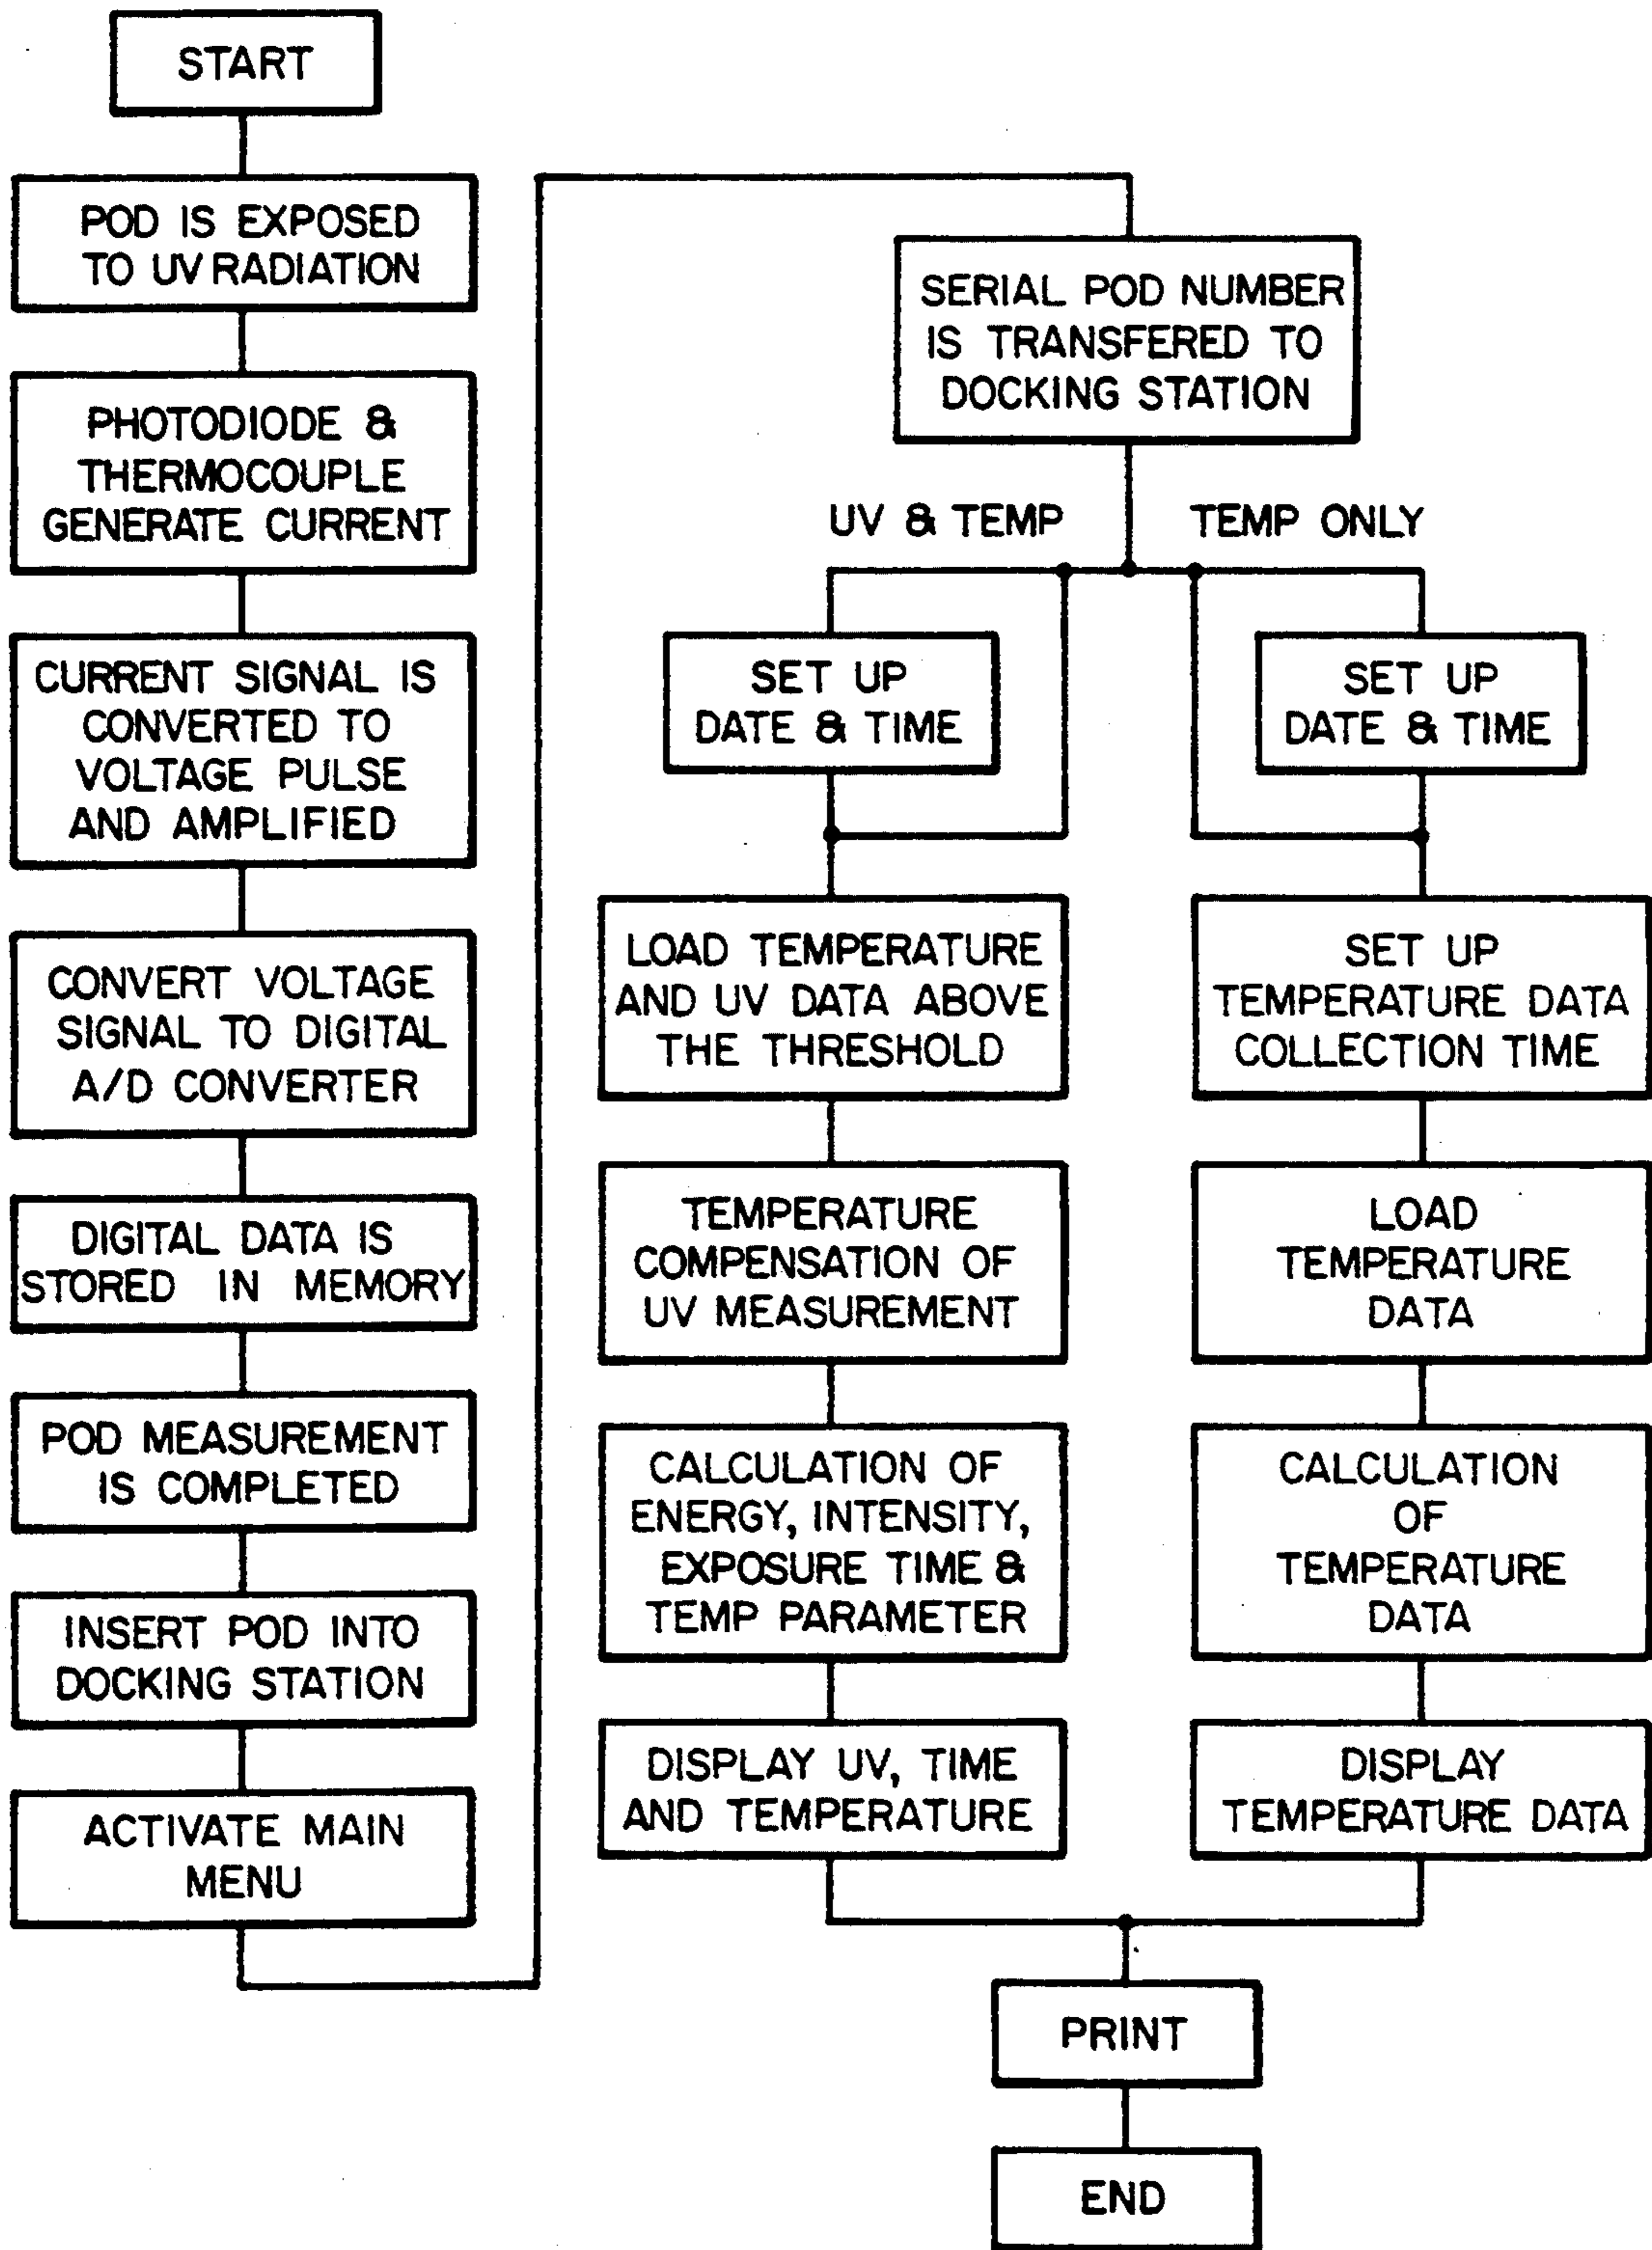 START
POD IS EXPOSED
TO UV RADIATION
PHOTODIODE &
THERMOCOUPLE
GENERATE CURRENT
CURRENT SIGNAL IS
CONVERTED TO
VOLTAGE PULSE
AND AMPLIFIED
CONVERT VOLTAGE
SIGNAL TO DIGITAL
A/D CONVERTER
DIGITAL DATA IS
STORED IN MEMORY
POD MEASUREMENT
IS COMPLETED
INSERT POD INTO
DOCKING STATION
ACTIVATE MAIN
MENU
SERIAL POD NUMBER
IS TRANSFERED TO
DOCKING STATION
UV & TEMP
SET UP
DATE & TIME
LOAD TEMPERATURE
AND UV DATA ABOVE
THE THRESHOLD
TEMPERATURE
COMPENSATION OF
UV MEASUREMENT
CALCULATION OF
ENERGY, INTENSITY,
EXPOSURE TIME &
TEMP PARAMETER
DISPLAY UV, TIME
AND TEMPERATURE
TEMP ONLY
SET UP
DATE & TIME
SET UP
TEMPERATURE DATA
COLLECTION TIME
LOAD
TEMPERATURE
DATA
CALCULATION
OF
TEMPERATURE
DATA
DISPLAY
TEMPERATURE DATA
PRINT
END